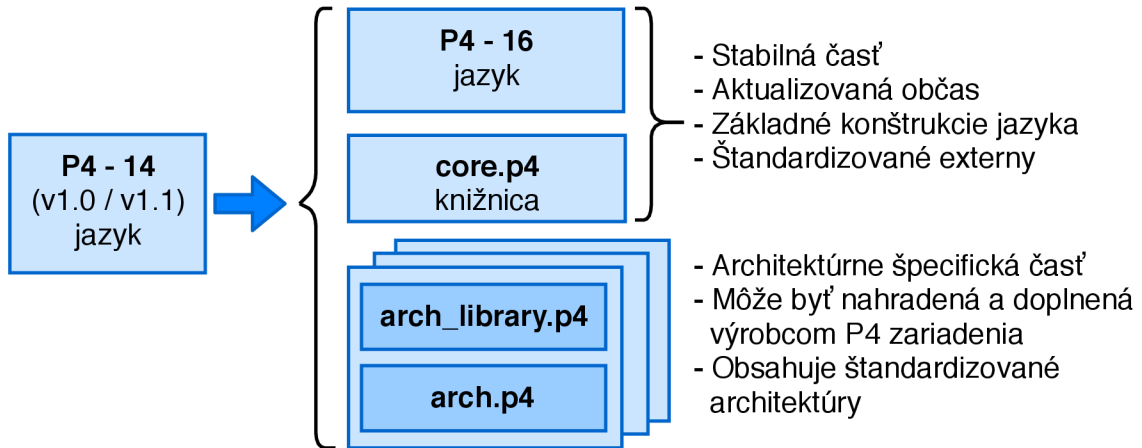 P4 - 14
(v1.0 / v1.1)
jazyk
P4 - 16
jazyk
core.p4
knižnica
- Stabilná časť
- Aktualizovaná občas
- Základné konštrukcie jazyka
- Štandardizované externy
arch_library.p4
arch.p4
- Architektúrne špecifická časť
- Môže byť nahradená a doplnená
výrobcom P4 zariadenia
- Obsahuje štandardizované
architektúry